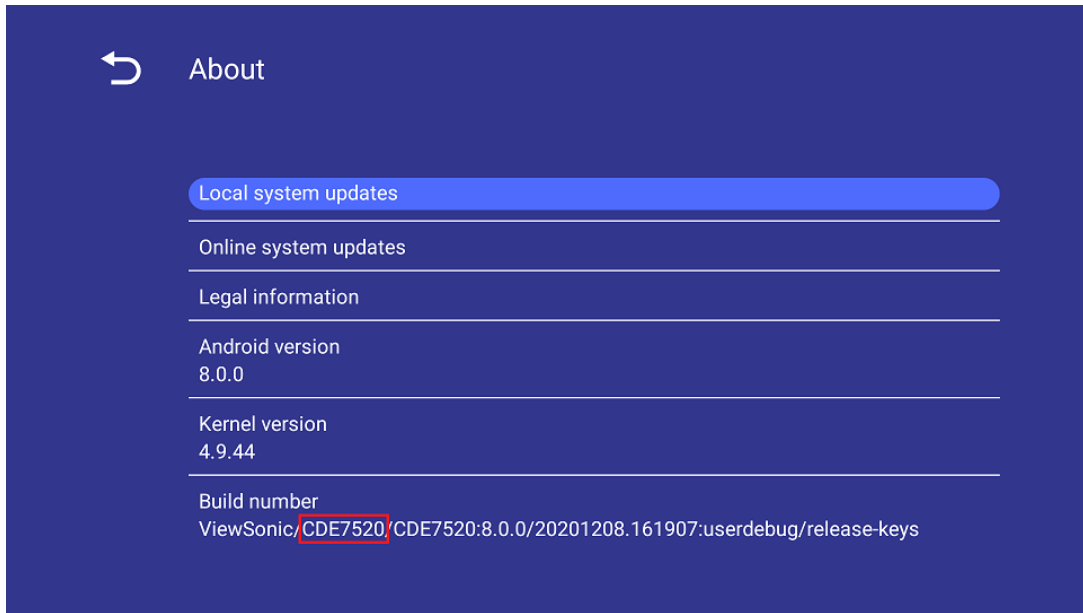 About
Local system updates
Online system updates
Legal information
Android version
8.0.0
Kernel version
4.9.44
Build number
ViewSonic/CDE7520/CDE7520:8.0.0/20201208.161907:userdebug/release-keys